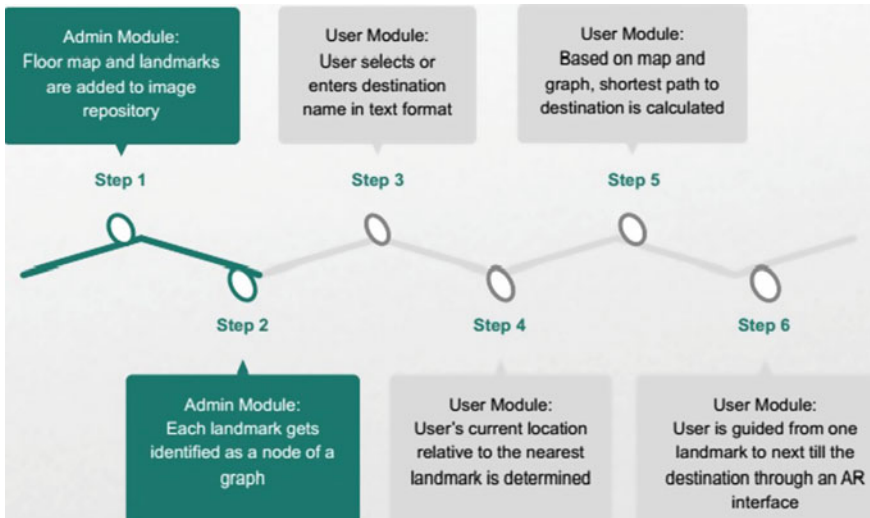 Admin Module:
Floor map and landmarks
are added to image
repository
User Module:
User selects or
enters destination
name in text format
User Module:
Based on map and
graph, shortest path to
destination is calculated
Step 1
Step 3
Step 5
Step 2
Step 4
Step 6
Admin Module:
Each landmark gets
identified as a node of a
graph
User Module:
User's current location
relative to the nearest
landmark is determined
User Module:
User is guided from one
landmark to next till the
destination through an AR
interface